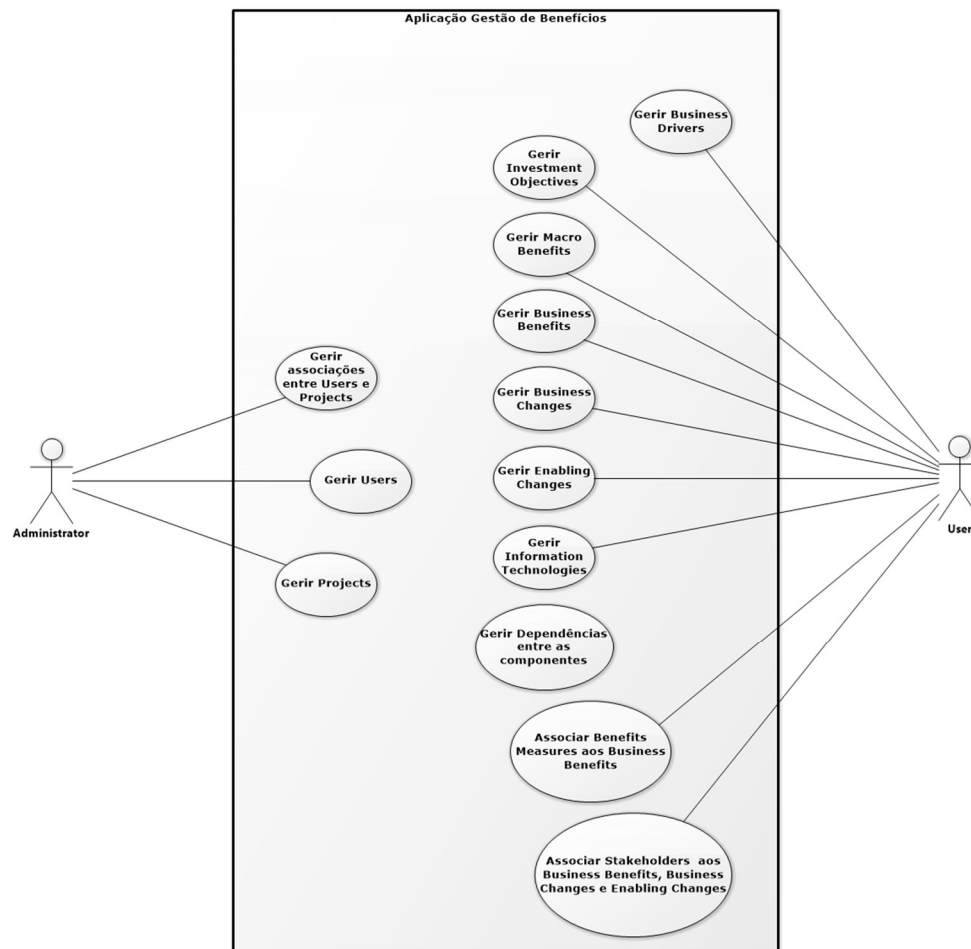 Aplicação Gestão de Benefícios
Gerir Business
Drivers
Gerir
Investment
Objectives
Gerir Macro
Benefits
Gerir Business
Benefits
Gerir
associações
entre Users e
Projects
Gerir Business
Changes
Gerir Users
Gerir Enabling
Changes
Administrator
User
Gerir
Information
Technologies
Gerir Projects
Gerir Dependências
entre as
componentes
Associar Benefits
Measures aos Business
Benefits
Associar Stakeholders aos
Business Benefits, Business
Changes e Enabling Changes